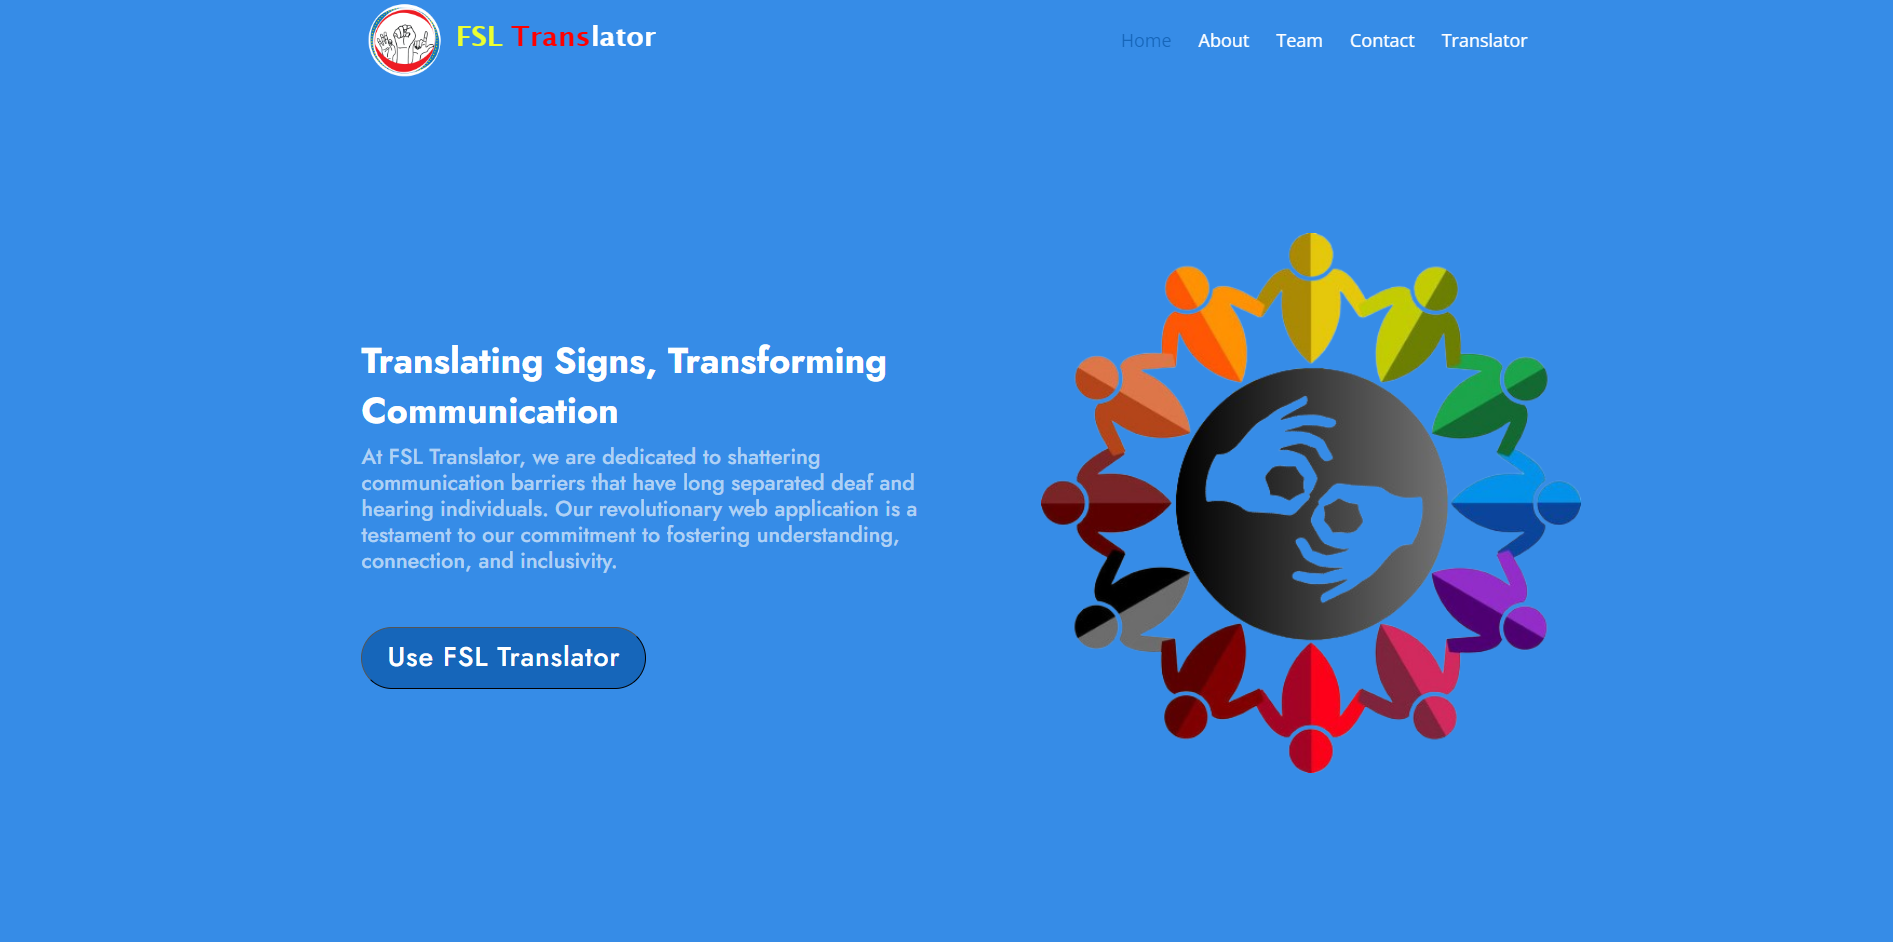 FSL Translator
Home About Team Contact Translator
Translating Signs, Transforming
Communication
At FSL Translator, we are dedicated to shattering
communication barriers that have long separated deaf and
hearing individuals. Our revolutionary web application is a
testament to our commitment to fostering understanding,
connection, and inclusivity.
Use FSL Translator